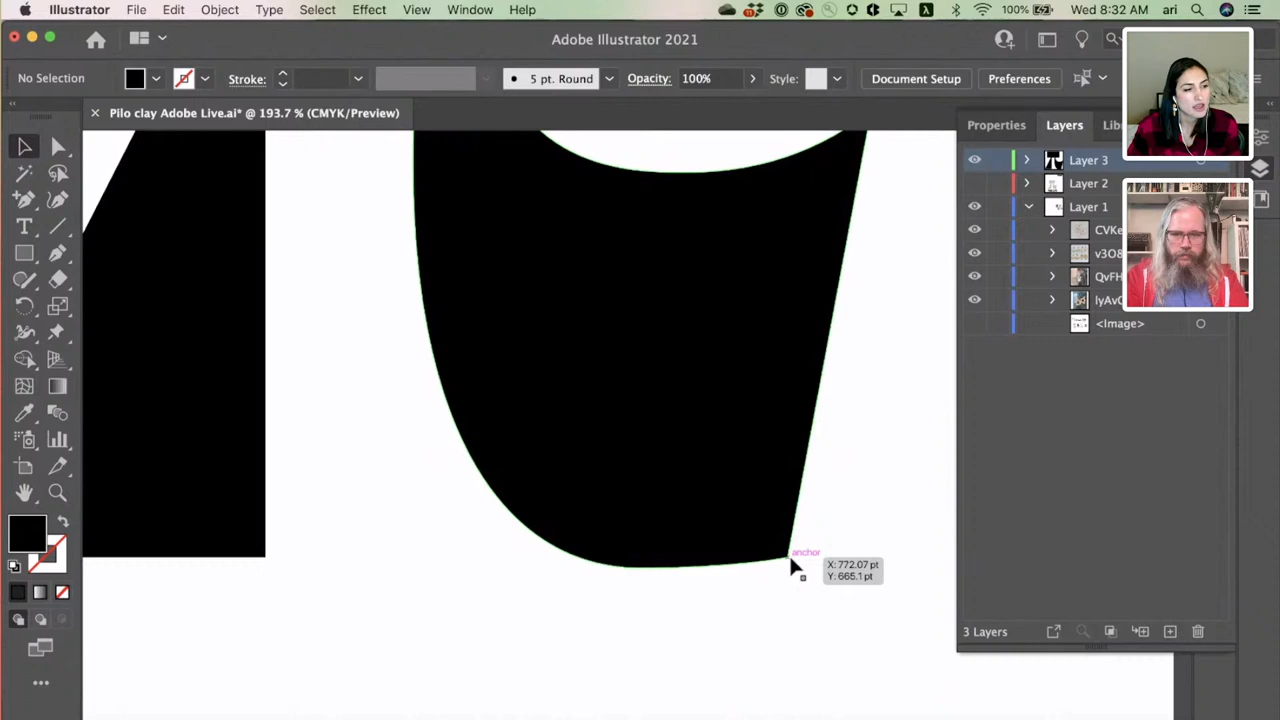 Illustrator File Edit Object Type Select Effect View Window Help 100% Wed 8:32 AM ari
Adobe Illustrator 2021
No Selection Stroke: 5 pt. Round Opacity: 100% Style: Document Setup Preferences
Pilo clay Adobe Live.ai* @ 193.7 % (CMYK/Preview)
Properties Layers
Layer 3
Layer 2
Layer 1
<Image>
anchor
X: 772.07 pt
Y: 665.1 pt
3 Layers